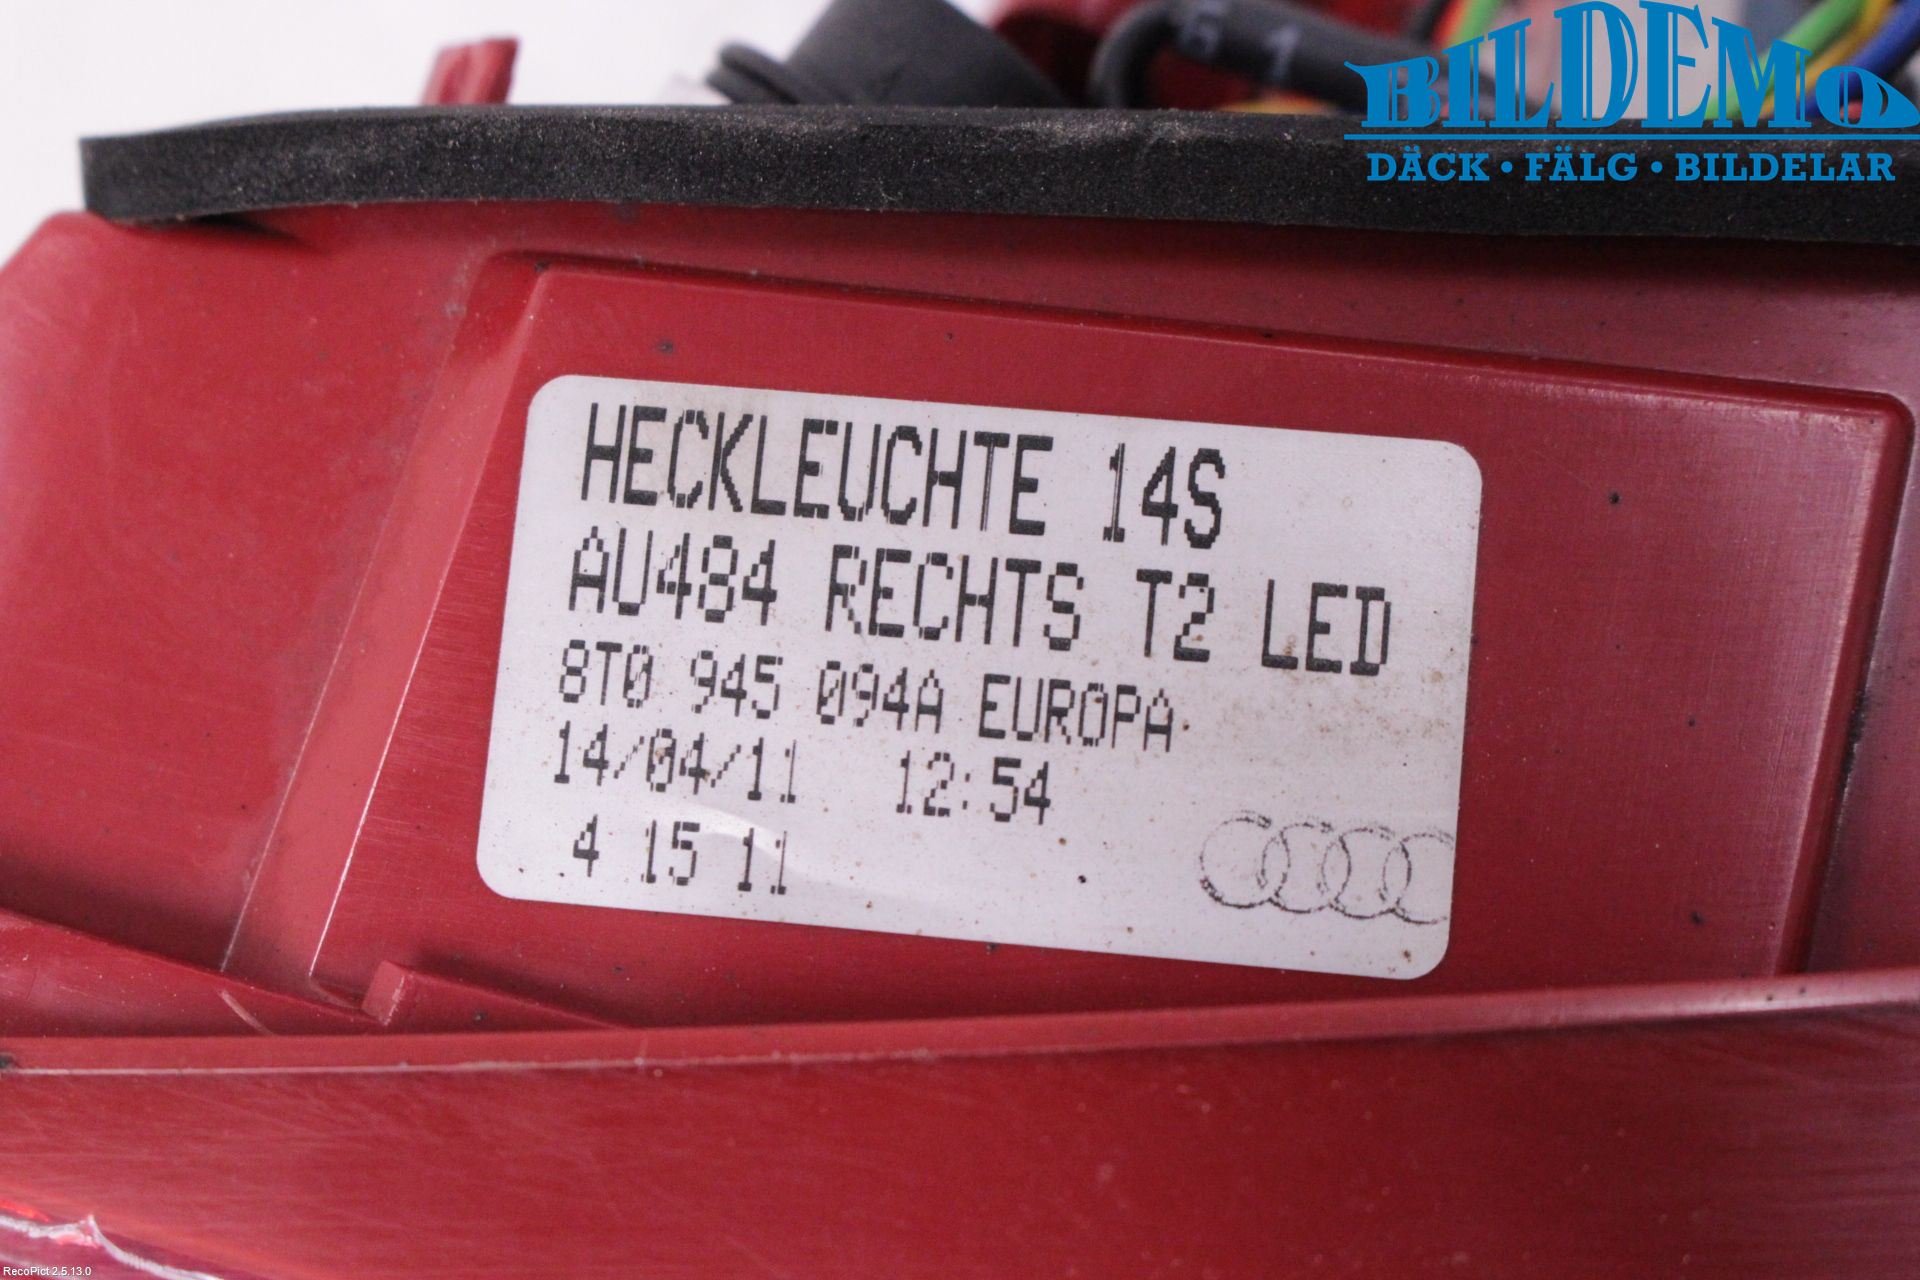 BILDEMO
DÄCK • FÄLG • BILDELAR
HECKLEUCHTE 14S
AU484 RECHTS T2 LED
8T0 945 094A EUROPA
14/04/11 12:54
4 15 11
RecoPict 2.5.13.0